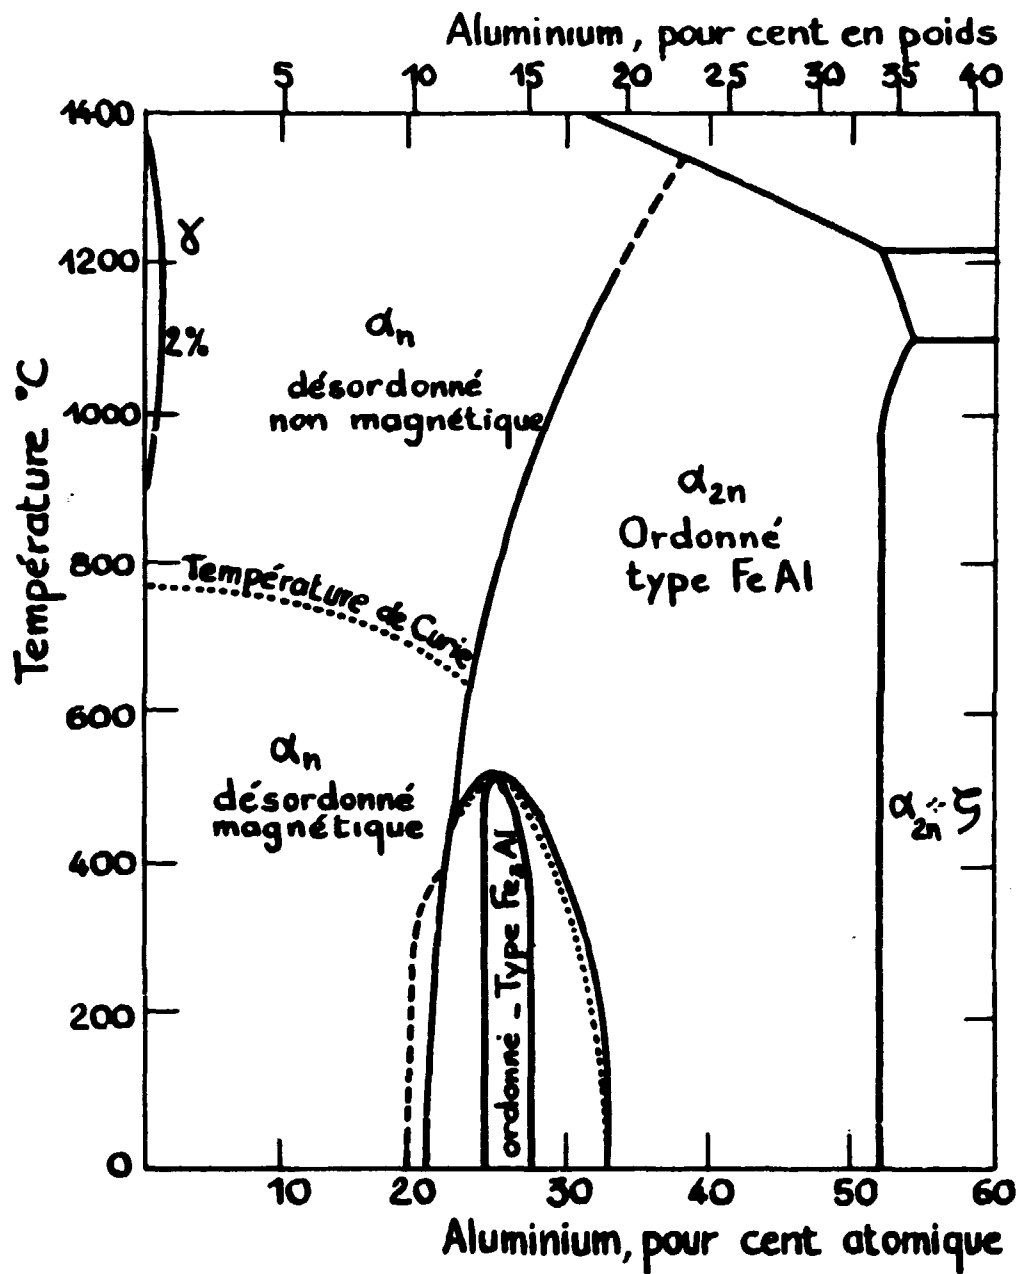 Aluminium, pour cent en poids
5 10 15 20 25 30 35 40
1400
1200
1000
800
600
400
200
0
Température °C
γ
2%
αn
désordonné
non magnétique
α2n
Ordonné
type FeAl
Température de Curie
αn
désordonné
magnétique
ordonné - Type Fe3Al
α2n + ζ
10 20 30 40 50 60
Aluminium, pour cent atomique